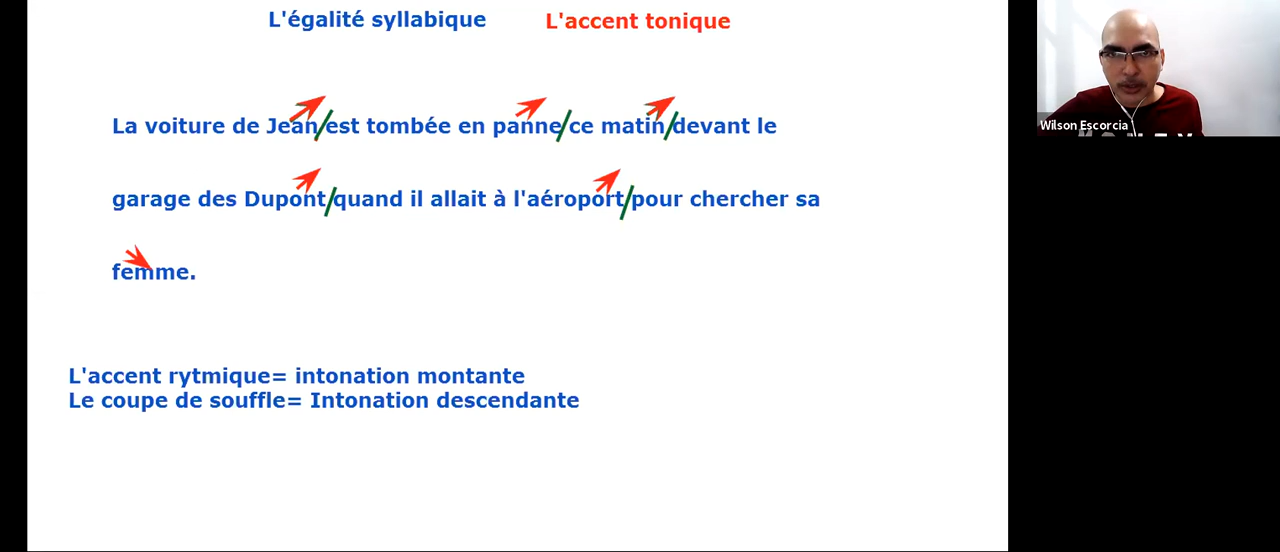 L'égalité syllabique L'accent tonique
La voiture de Jean/est tombée en panne/ce matin/devant le
garage des Dupont/quand il allait à l'aéroport/pour chercher sa
femme.
L'accent rytmique= intonation montante
Le coupe de souffle= Intonation descendante
Wilson Escorcia